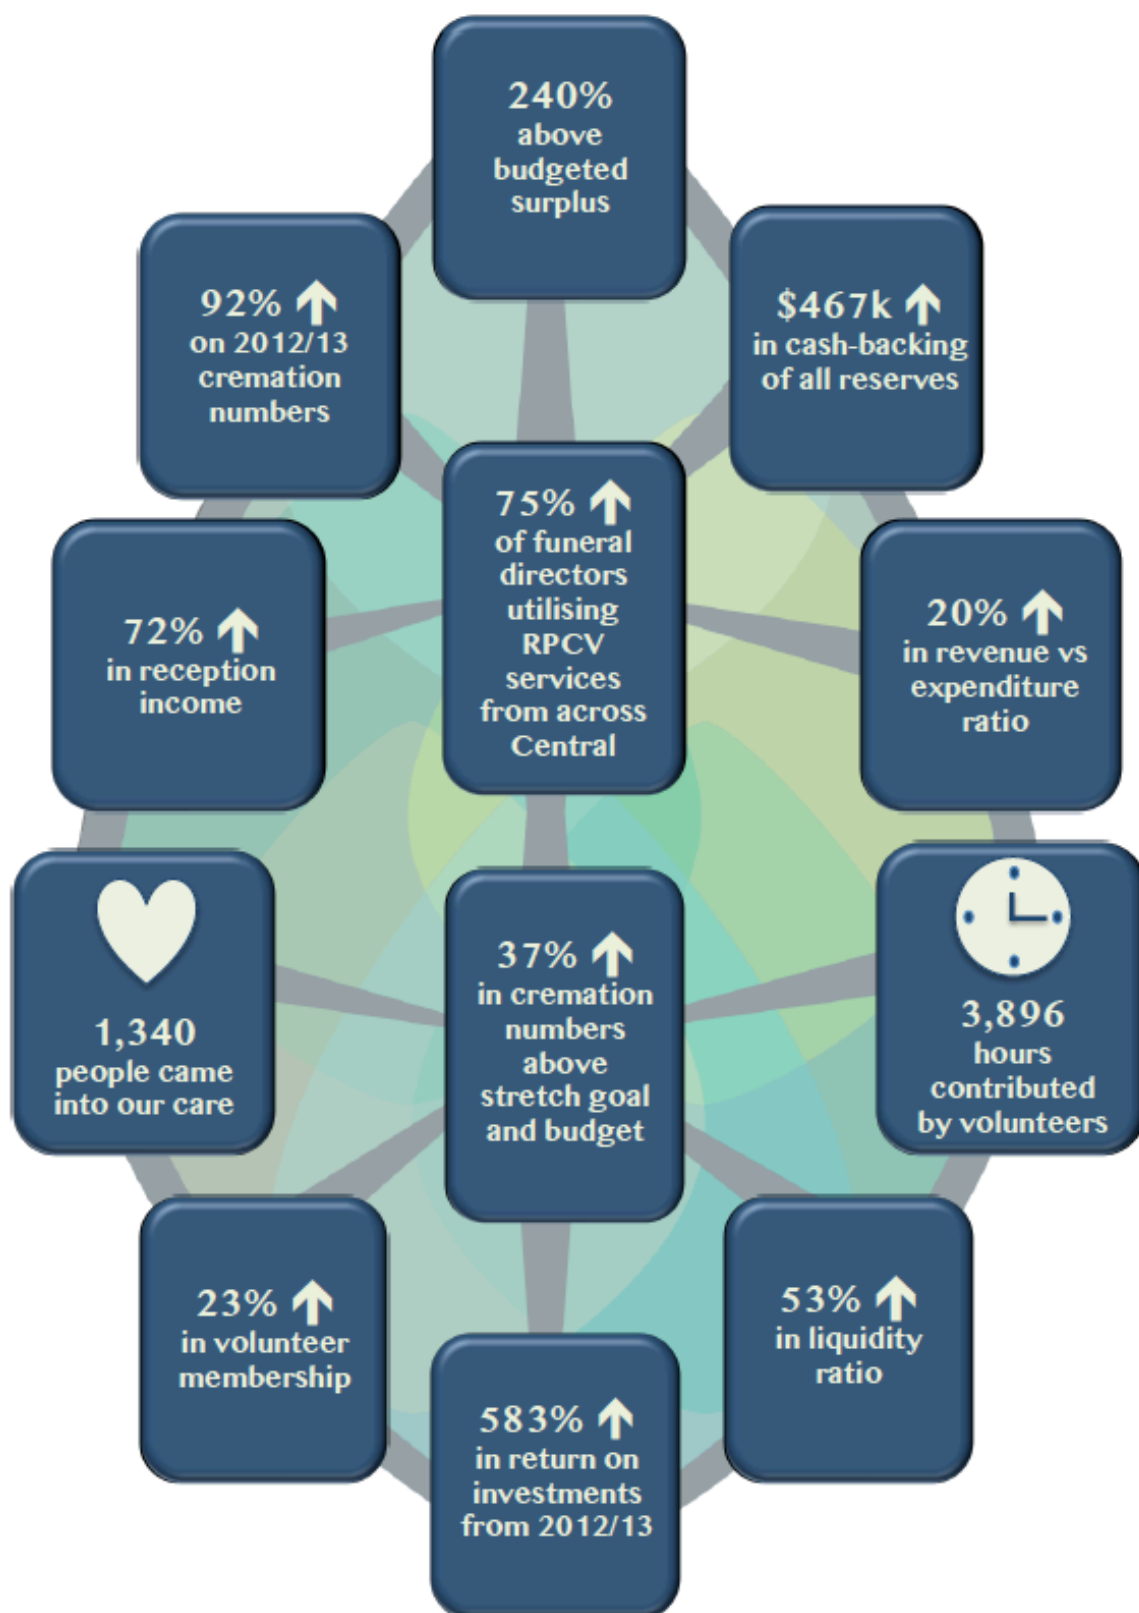 240%
above
budgeted
surplus
92%
on 2012/13
cremation
numbers
$467k
in cash-backing
of all reserves
75%
of funeral
directors
utilising
RPCV
services
from across
Central
72%
in reception
income
20%
in revenue vs
expenditure
ratio
1,340
people came
into our care
37%
in cremation
numbers
above
stretch goal
and budget
3,896
hours
contributed
by volunteers
23%
in volunteer
membership
53%
in liquidity
ratio
583%
in return on
investments
from 2012/13